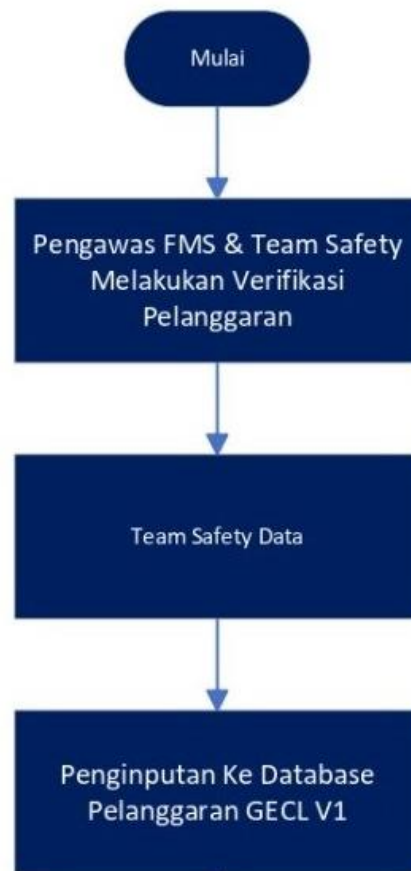 Mulai
Pengawas FMS & Team Safety
Melakukan Verifikasi
Pelanggaran
Team Safety Data
Penginputan Ke Database
Pelanggaran GECL V1